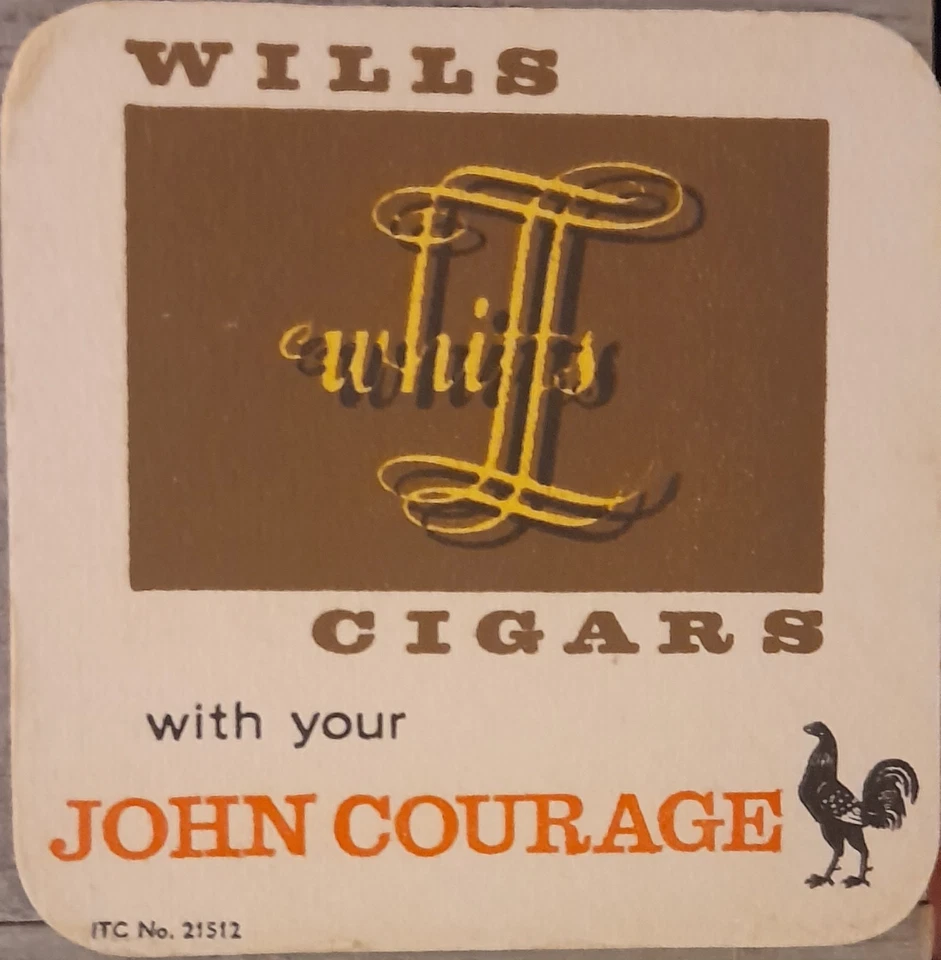 WILLS
whiffs
CIGARS
with your
JOHN COURAGE
ITC No. 21512